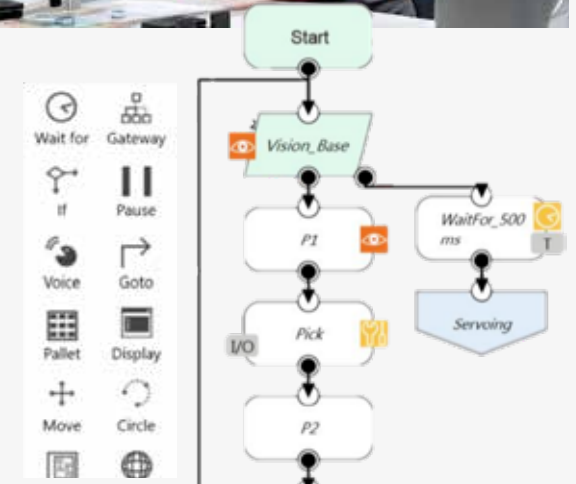 Start
Vision_Base
Wait for
Gateway
If
Pause
Voice
Goto
Pallet
Display
Move
Circle
P1
WaitFor_500
ms
T
Pick
I/O
Servoing
P2